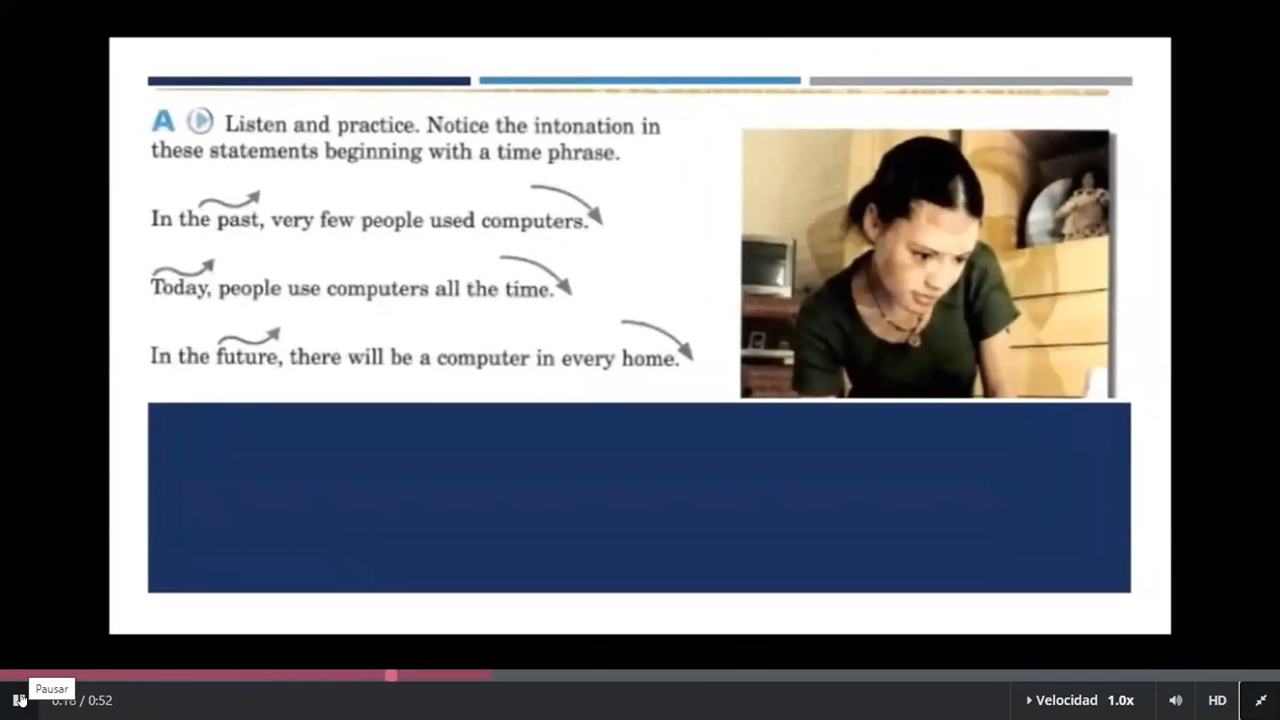 A Listen and practice. Notice the intonation in
these statements beginning with a time phrase.
In the past, very few people used computers.
Today, people use computers all the time.
In the future, there will be a computer in every home.
Pausar
0:18 / 0:52
Velocidad 1.0x
HD